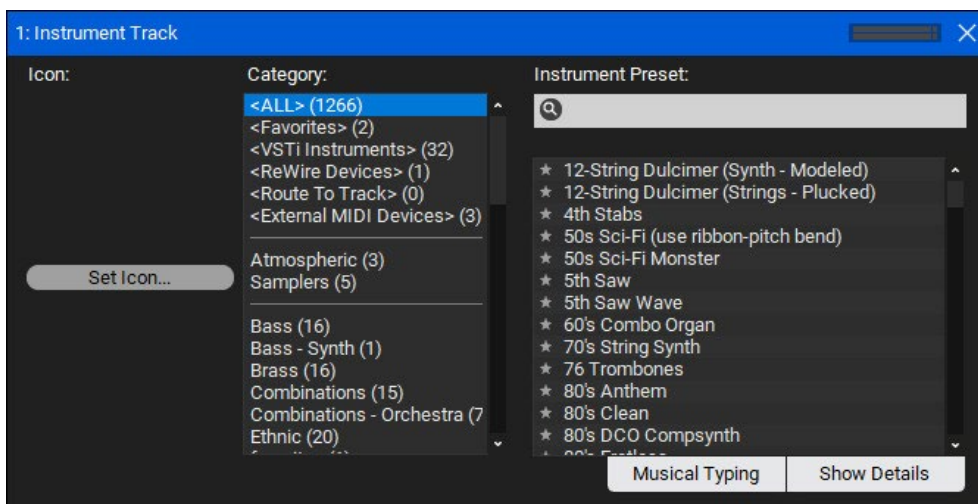 1: Instrument Track
Icon:
Set Icon...
Category:
<ALL> (1266)
<Favorites> (2)
<VSTi Instruments> (32)
<ReWire Devices> (1)
<Route To Track> (0)
<External MIDI Devices> (3)
Atmospheric (3)
Samplers (5)
Bass (16)
Bass - Synth (1)
Brass (16)
Combinations (15)
Combinations - Orchestra (7
Ethnic (20)
Instrument Preset:
12-String Dulcimer (Synth - Modeled)
12-String Dulcimer (Strings - Plucked)
4th Stabs
50s Sci-Fi (use ribbon-pitch bend)
50s Sci-Fi Monster
5th Saw
5th Saw Wave
60's Combo Organ
70's String Synth
76 Trombones
80's Anthem
80's Clean
80's DCO Compsynth
Musical Typing
Show Details